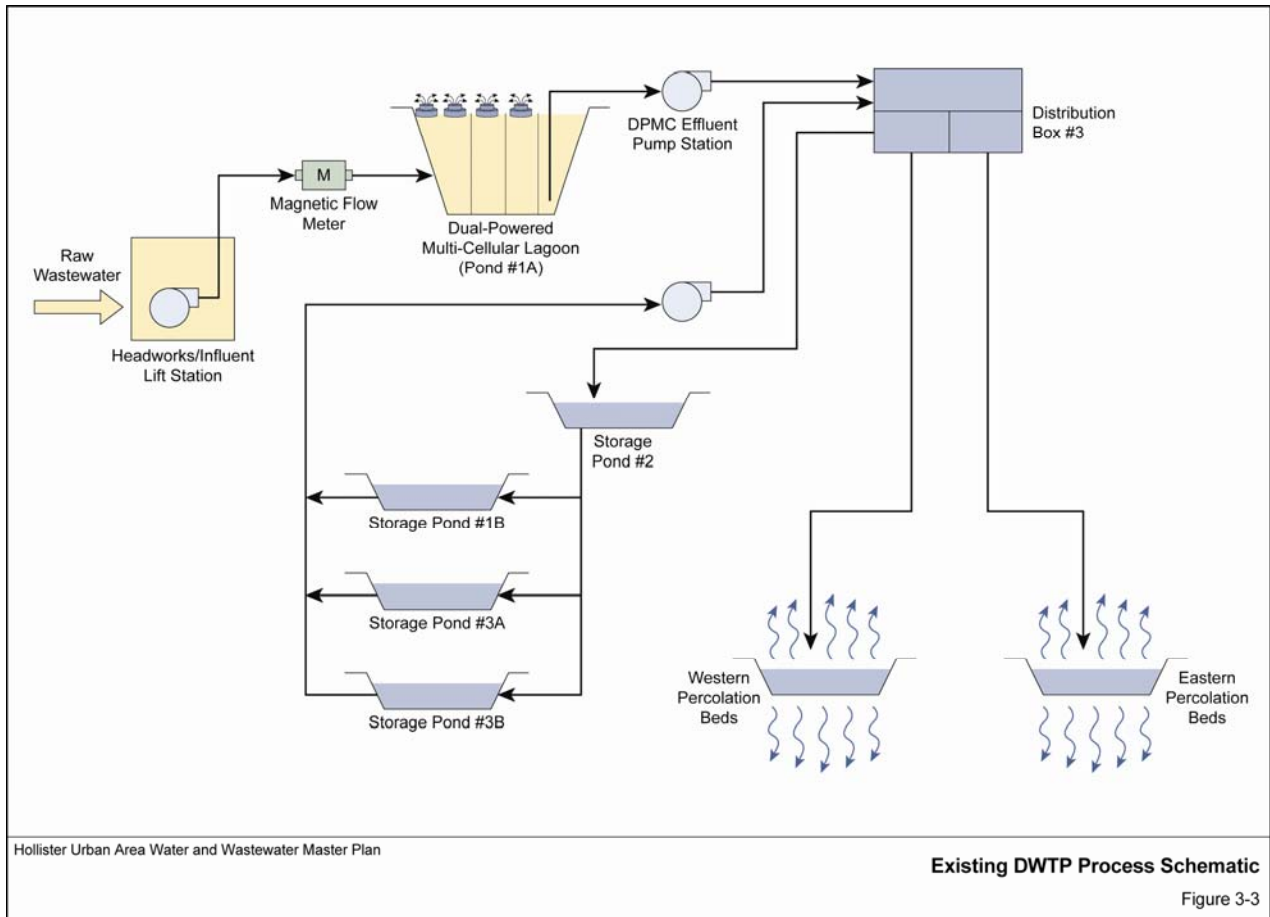 Raw
Wastewater
Headworks/Influent
Lift Station
M
Magnetic Flow
Meter
Dual-Powered
Multi-Cellular Lagoon
(Pond #1A)
DPMC Effluent
Pump Station
Distribution
Box #3
Storage
Pond #2
Storage Pond #1B
Storage Pond #3A
Storage Pond #3B
Western
Percolation
Beds
Eastern
Percolation
Beds
Hollister Urban Area Water and Wastewater Master Plan
Existing DWTP Process Schematic
Figure 3-3